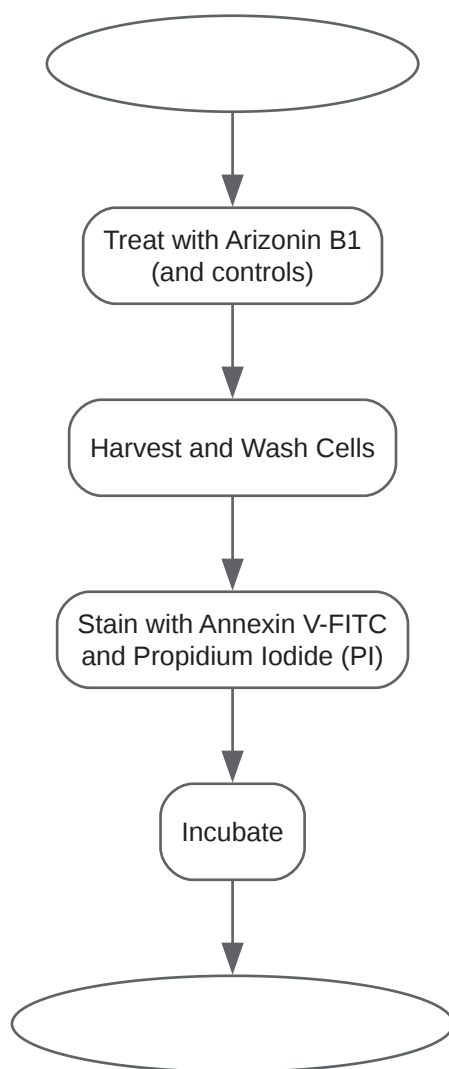 Treat with Arizonin B1
(and controls)
Harvest and Wash Cells
Stain with Annexin V-FITC
and Propidium Iodide (PI)
Incubate